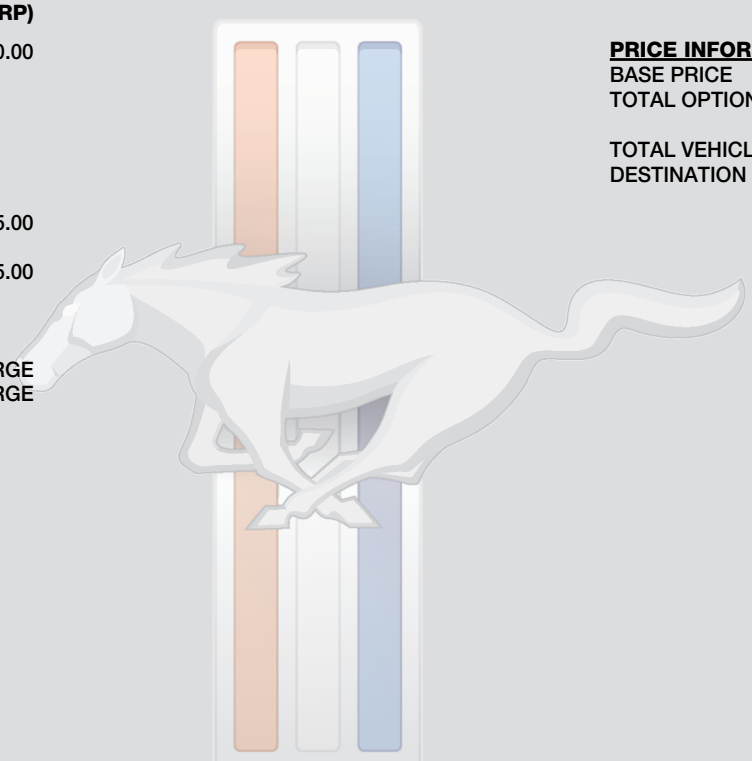 RP)
0.00
5.00
5.00
RGE
RGE
PRICE INFOR
BASE PRICE
TOTAL OPTION
TOTAL VEHICL
DESTINATION